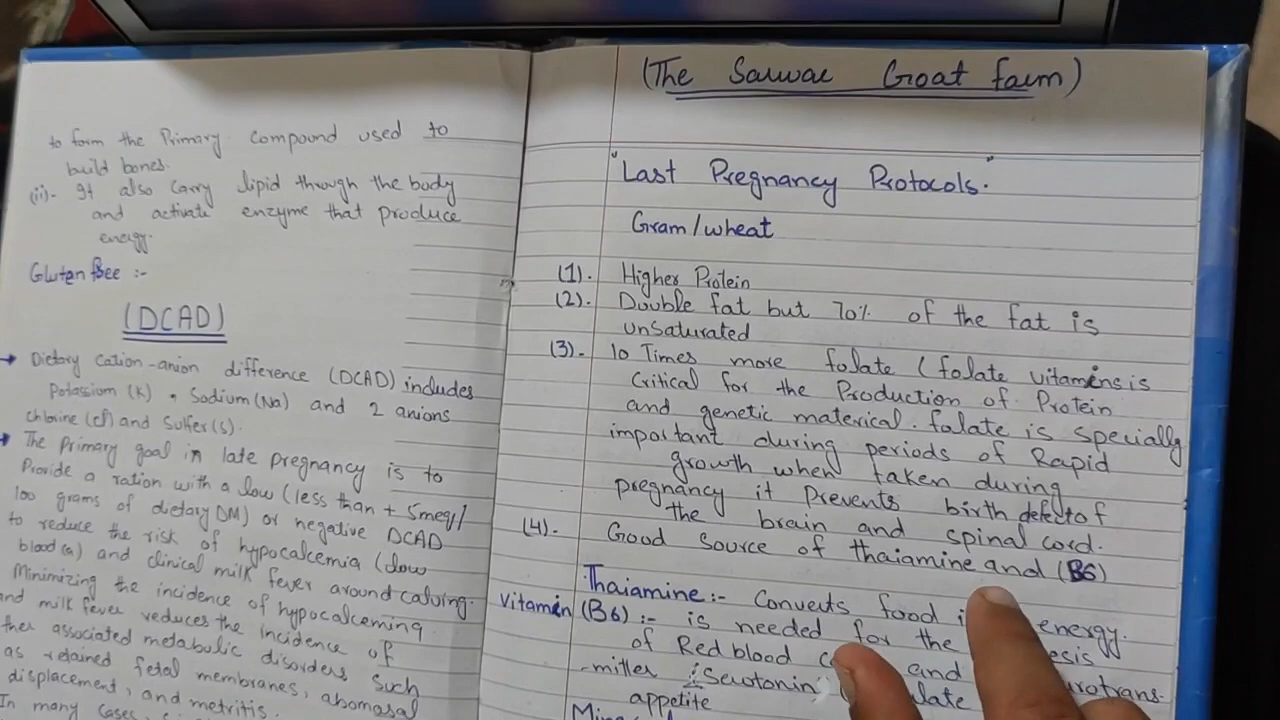 to form the Primary compound used to
build bones.
(ii)- It also carry lipid through the body
and activate enzyme that produce
energy.
Gluten free :-
(DCAD)
→ Dietary cation-anion difference (DCAD) includes
Potassium (K) . Sodium (Na) and 2 anions
chlorine (cl) and Sulfer (S).
The Primary goal in late pregnancy is to
Provide a ration with a low (less than + 5meq/
100 grams of dietary DM) or negative DCAD
to reduce the risk of hypocalcemia (low
blood (a) and clinical milk fever around calving.
Minimizing the incidence of hypocalceming
and milk fever reduces the incidence of
ther associated metabolic disorders such
as retained fetal membranes, abomasal
displacement, and metritis.
In many cases,
(The Sarwar Goat farm)
"Last Pregnancy Protocols."
Gram/wheat
(1). Higher Protein
(2). Double fat but 70% of the fat is
unsaturated
(3). 10 Times more folate (folate vitamins is
Critical for the Production of Protein
and genetic materical. folate is specially
important during periods of Rapid
growth when taken during
pregnancy it Prevents birth defect of
the brain and spinal cord.
(4). Good Source of thaiamine and (B6)
Thaiamine :- Converts food energy.
Vitamin (B6) :- is needed for the
of Red blood and
-mitter Serotonin
appetite